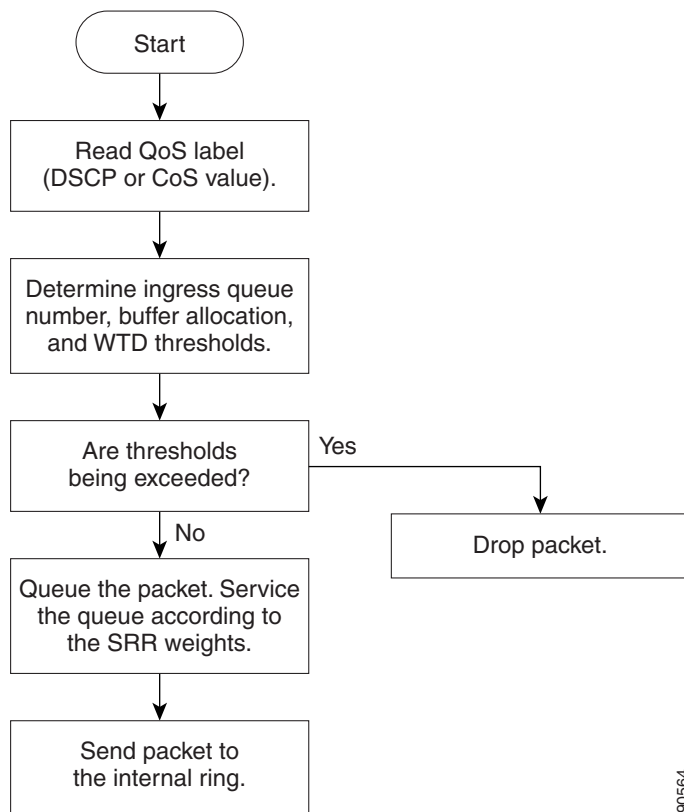 Start
Read QoS label
(DSCP or CoS value).
Determine ingress queue
number, buffer allocation,
and WTD thresholds.
Are thresholds
being exceeded?
Yes
No
Drop packet.
Queue the packet. Service
the queue according to
the SRR weights.
Send packet to
the internal ring.
90564